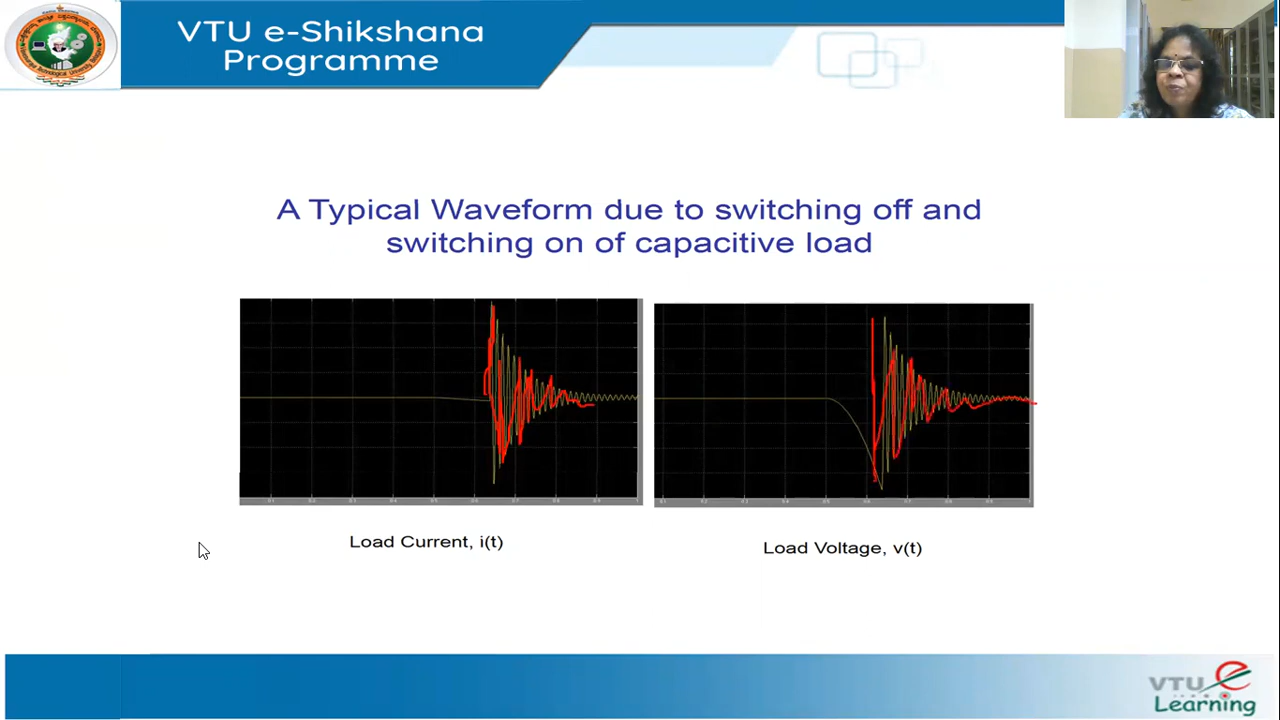 VTU e-Shikshana
Programme
A Typical Waveform due to switching off and
switching on of capacitive load
Load Current, i(t)
Load Voltage, v(t)
VTU e
Learning